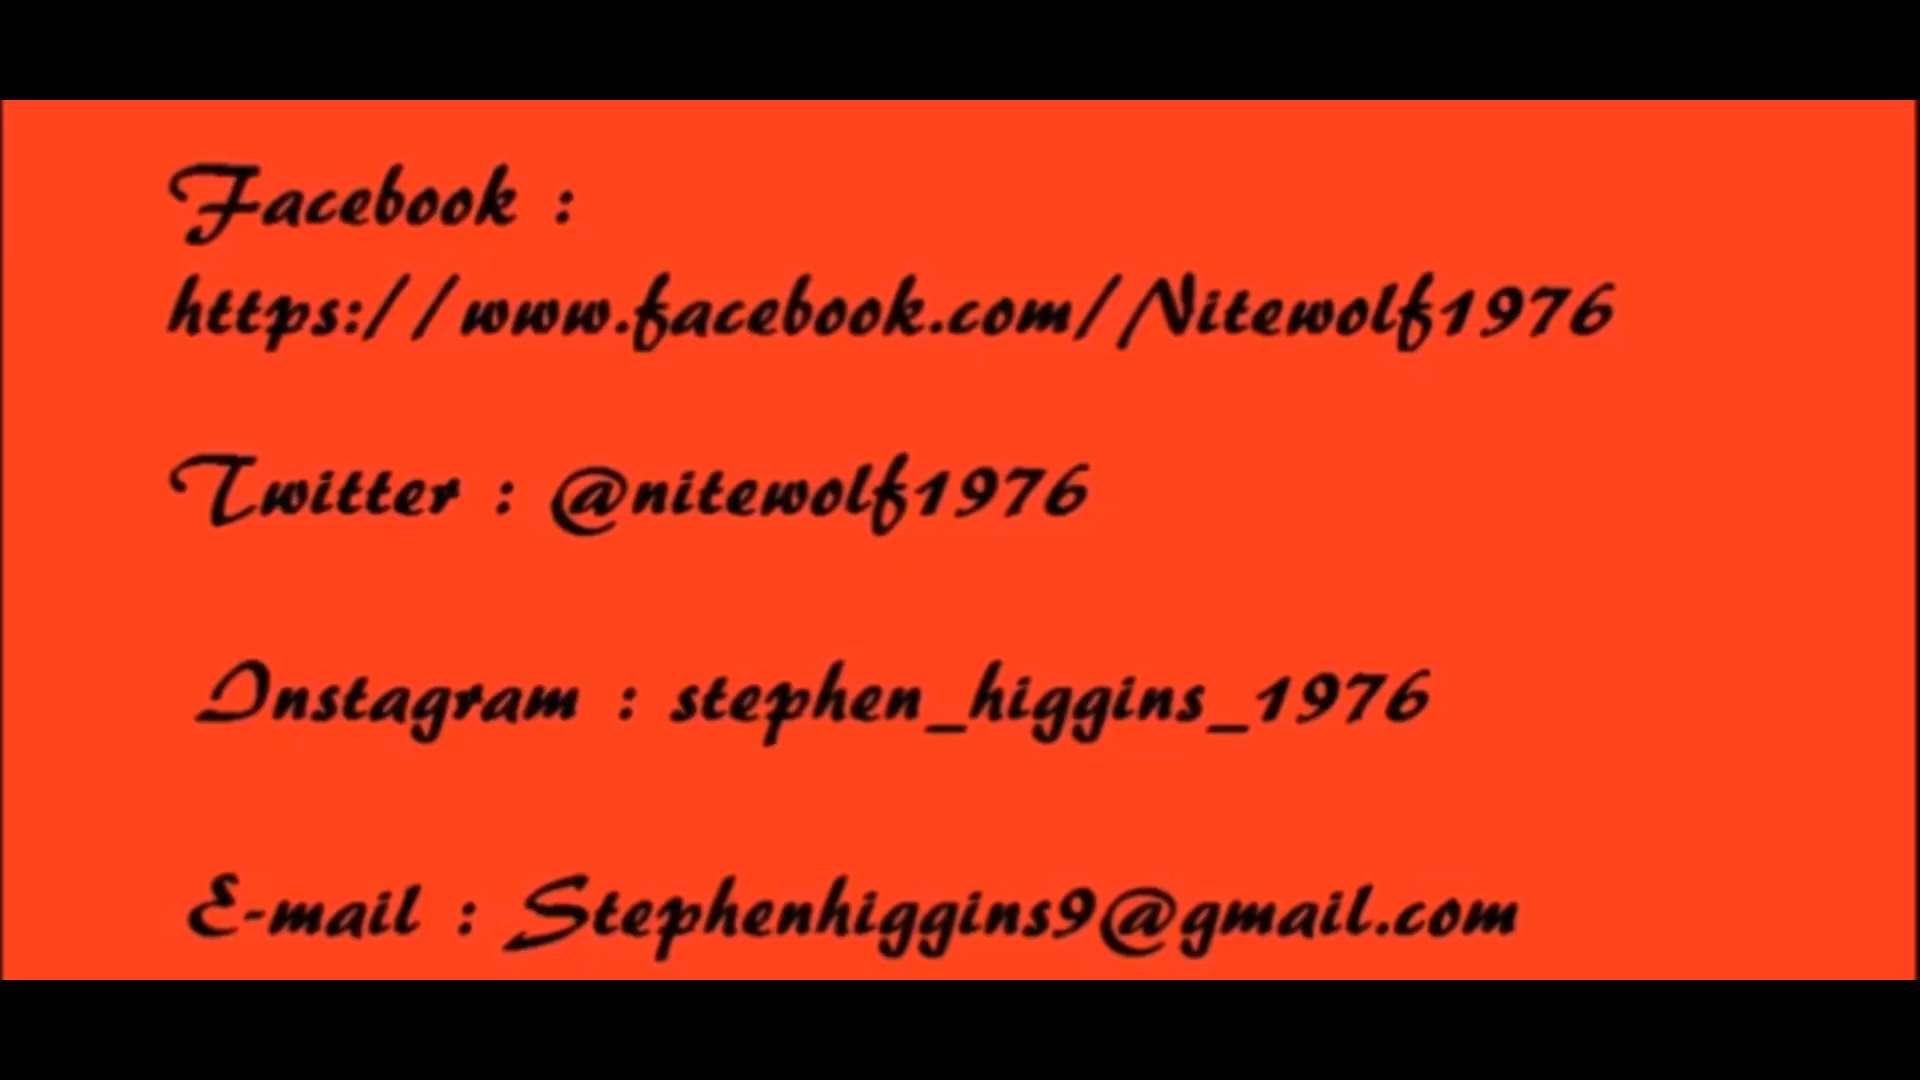 Facebook :
https://www.facebook.com/Nitewolf1976
Twitter : @nitewolf1976
Instagram : stephen_higgins_1976
E-mail : Stephenhiggins9@gmail.com